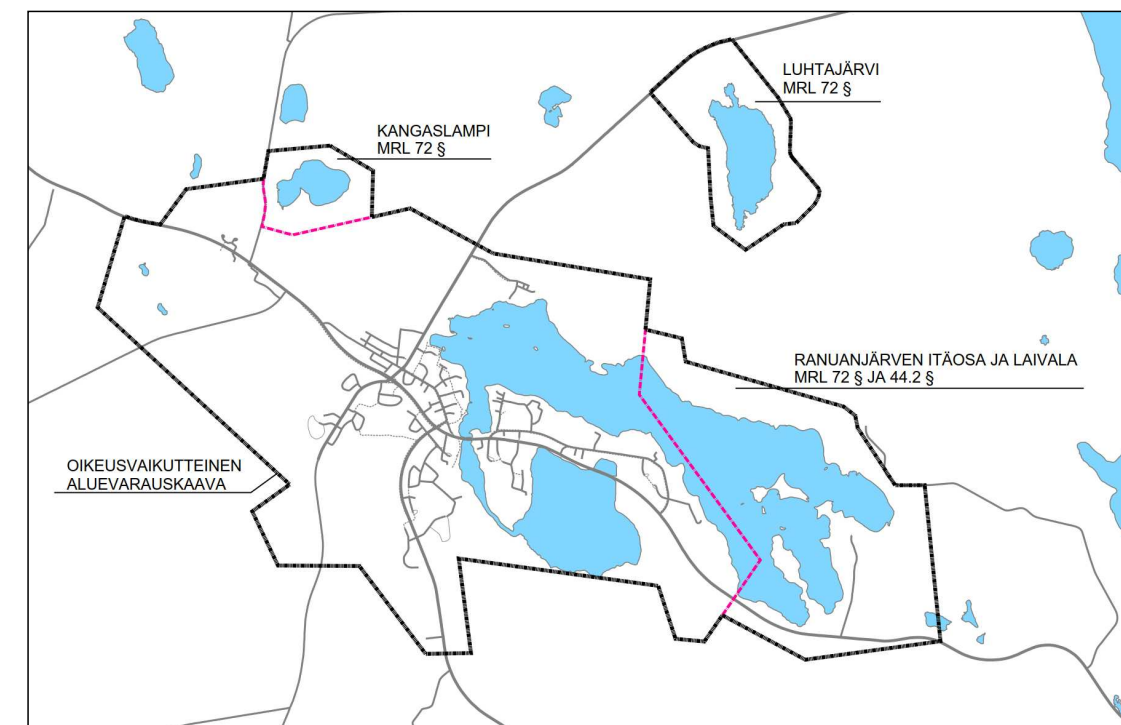 LUHTAJÄRVI
MRL 72 §
KANGASLAMPI
MRL 72 §
RANUANJÄRVEN ITÄOSA JA LAIVALA
MRL 72 § JA 44.2 §
OIKEUSVAIKUTTEINEN
ALUEVARAUSKAAVA